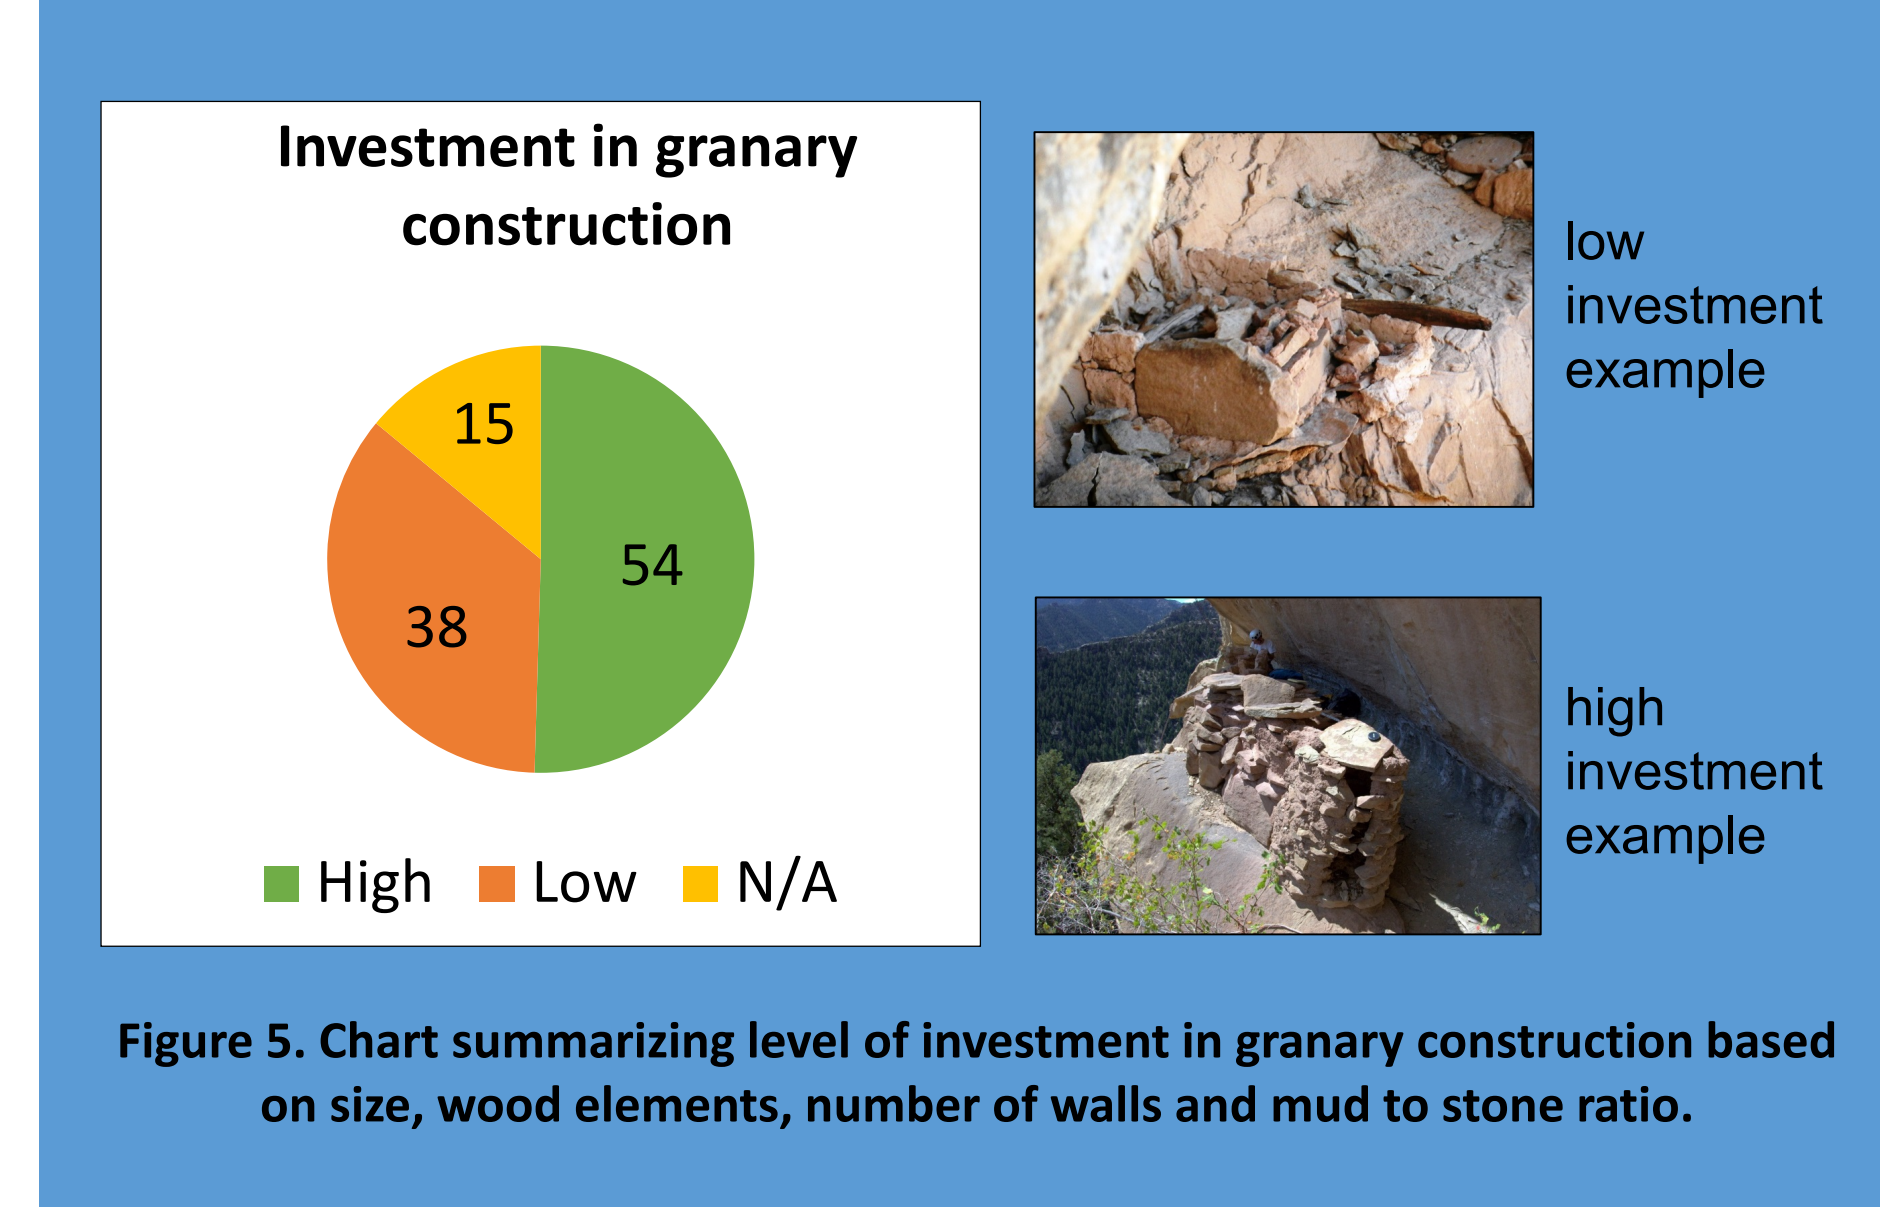 Investment in granary
construction
15
54
38
High Low N/A
low
investment
example
high
investment
example
Figure 5. Chart summarizing level of investment in granary construction based
on size, wood elements, number of walls and mud to stone ratio.